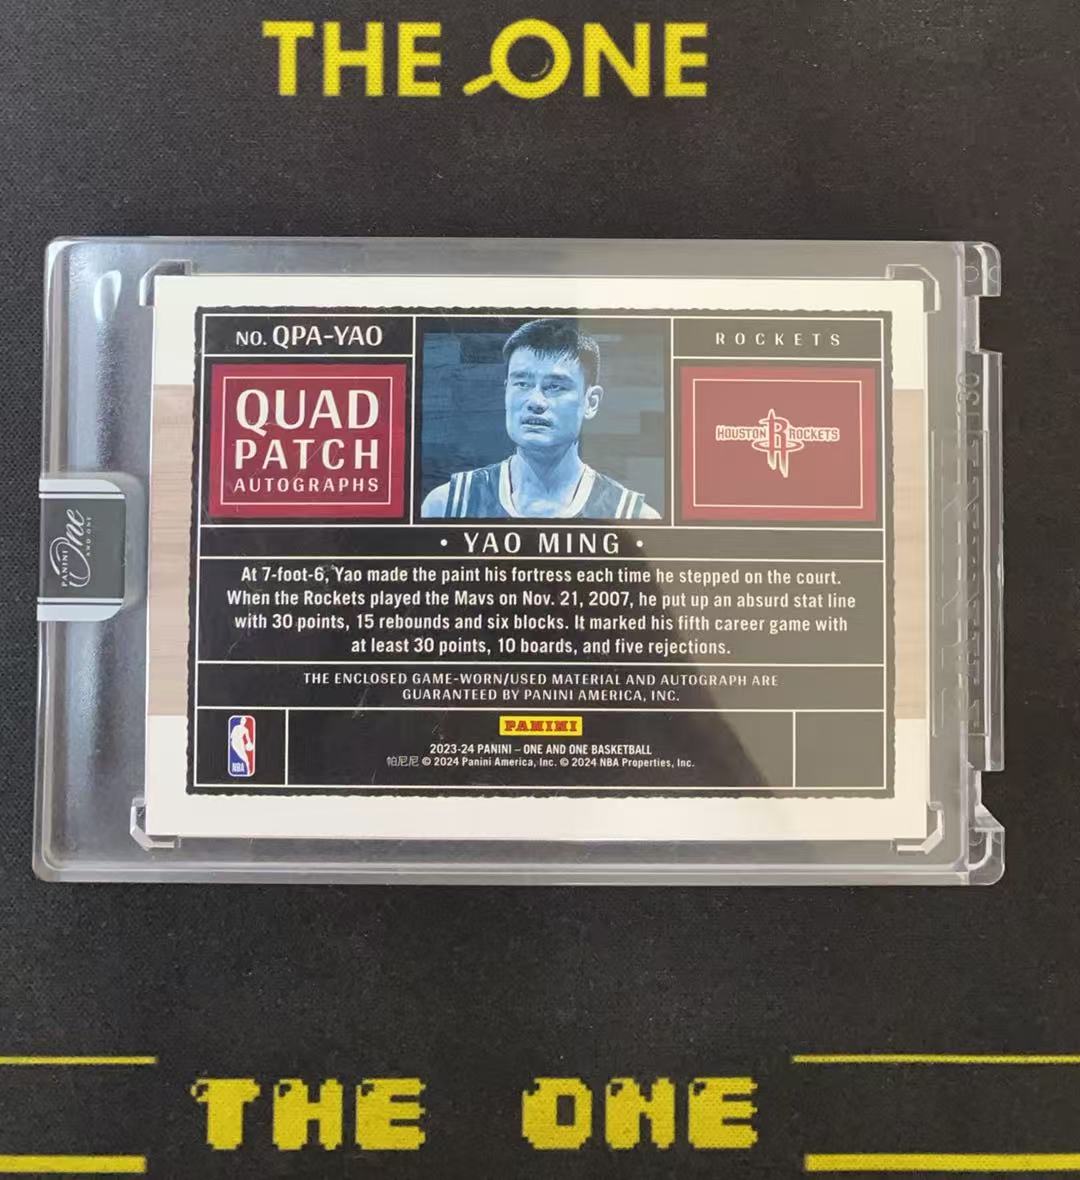 THE ONE
NO. QPA-YAO
ROCKETS
QUAD
PATCH
AUTOGRAPHS
HOUSTON R ROCKETS
PANINI
One
AND ONE
• YAO MING •
At 7-foot-6, Yao made the paint his fortress each time he stepped on the court.
When the Rockets played the Mavs on Nov. 21, 2007, he put up an absurd stat line
with 30 points, 15 rebounds and six blocks. It marked his fifth career game with
at least 30 points, 10 boards, and five rejections.
THE ENCLOSED GAME-WORN/USED MATERIAL AND AUTOGRAPH ARE
GUARANTEED BY PANINI AMERICA, INC.
NBA
PANINI
2023-24 PANINI – ONE AND ONE BASKETBALL
帕尼尼 © 2024 Panini America, Inc. © 2024 NBA Properties, Inc.
THE ONE